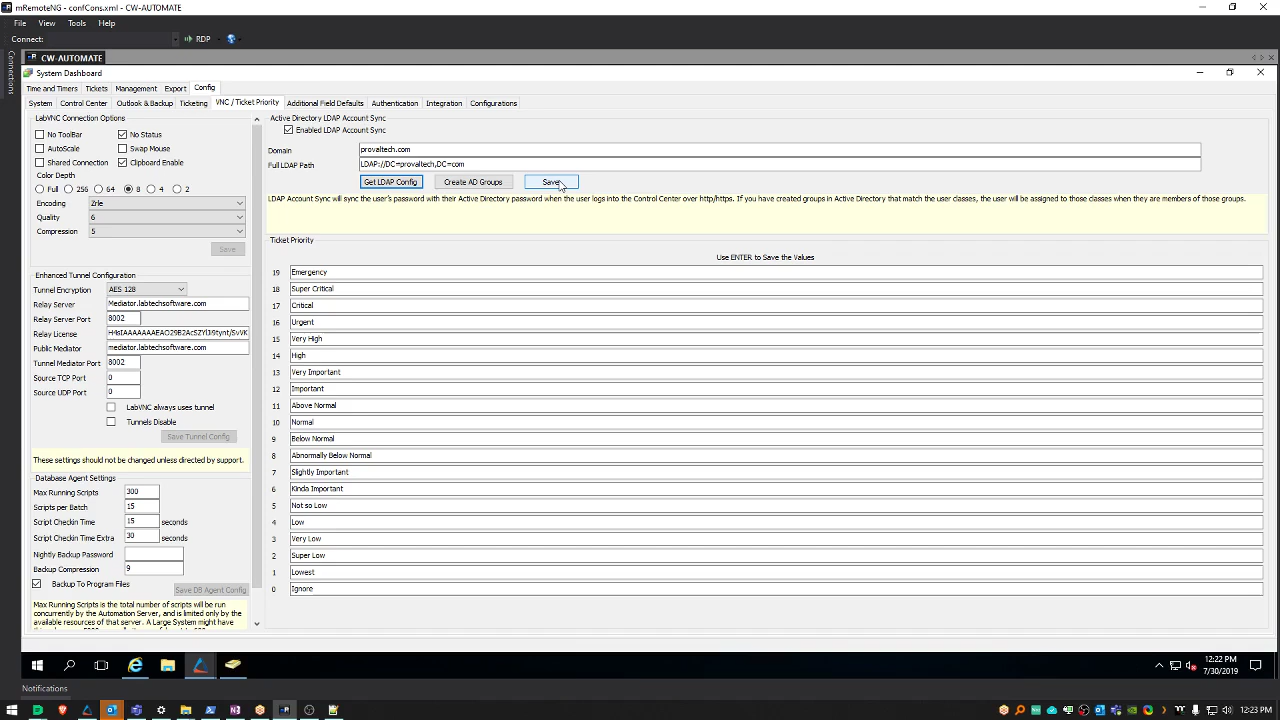 mRemoteNG - confCons.xml - CW-AUTOMATE
File View Tools Help
Connect: RDP
Connections
CW-AUTOMATE
System Dashboard
Time and Timers Tickets Management Export Config
System Control Center Outlook & Backup Ticketing VNC / Ticket Priority Additional Field Defaults Authentication Integration Configurations
LabVNC Connection Options
No ToolBar No Status
AutoScale Swap Mouse
Shared Connection Clipboard Enable
Color Depth
Full 256 64 8 4 2
Encoding Zrle
Quality 6
Compression 5
Save
Enhanced Tunnel Configuration
Tunnel Encryption AES-128
Relay Server Mediator.labtechsoftware.com
Relay Server Port 8002
Relay License
Public Mediator mediator.labtechsoftware.com
Tunnel Mediator Port 8002
Source TCP Port 0
Source UDP Port 0
LabVNC always uses tunnel
Tunnels Disable
Save Tunnel Config
These settings should not be changed unless directed by support.
Database Agent Settings
Max Running Scripts 300
Scripts per Batch 15
Script Checkin Time 15 seconds
Script Checkin Time Extra 30 seconds
Nightly Backup Password
Backup Compression 9
Backup To Program Files Save DB Agent Config
Max Running Scripts is the total number of scripts will be run
concurrently by the Automation Server, and is limited only by the
available resources of that server. A Large System might have
Active Directory LDAP Account Sync
Enabled LDAP Account Sync
Domain provaltech.com
Full LDAP Path LDAP://DC=provaltech,DC=com
Get LDAP Config Create AD Groups Save
LDAP Account Sync will sync the user's password with their Active Directory password when the user logs into the Control Center over http/https. If you have created groups in Active Directory that match the user classes, the user will be assigned to those classes when they are members of those groups.
Ticket Priority
Use ENTER to Save the Values
19 Emergency
18 Super Critical
17 Critical
16 Urgent
15 Very High
14 High
13 Very Important
12 Important
11 Above Normal
10 Normal
9 Below Normal
8 Abnormally Below Normal
7 Slightly Important
6 Kinda Important
5 Not so Low
4 Low
3 Very Low
2 Super Low
1 Lowest
0 Ignore
12:22 PM
7/30/2019
Notifications
12:23 PM